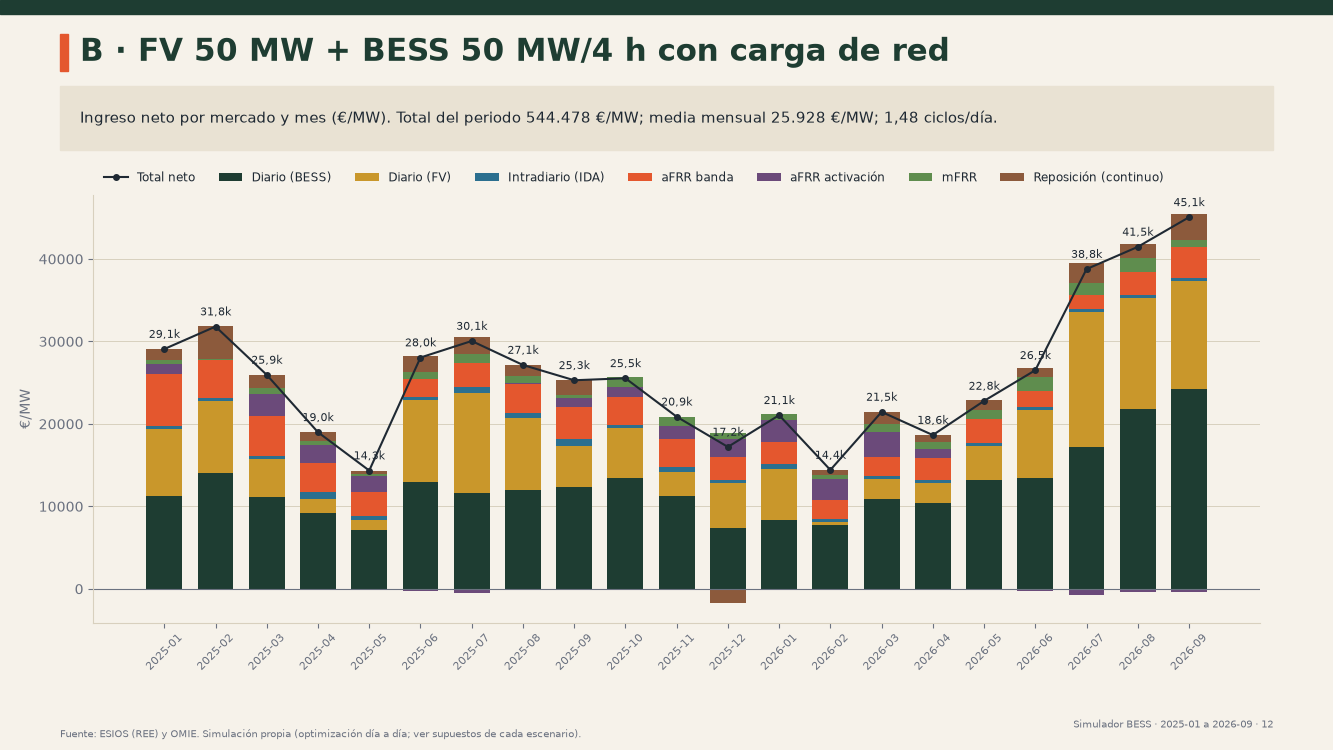 B · FV 50 MW + BESS 50 MW/4 h con carga de red
Ingreso neto por mercado y mes (€/MW). Total del periodo 544.478 €/MW; media mensual 25.928 €/MW; 1,48 ciclos/día.
Total neto Diario (BESS) Diario (FV) Intradiario (IDA) aFRR banda aFRR activación mFRR Reposición (continuo)
€/MW
40000
30000
20000
10000
0
29,1k
31,8k
25,9k
19,0k
14,3k
28,0k
30,1k
27,1k
25,3k
25,5k
20,9k
17,2k
21,1k
14,4k
21,5k
18,6k
22,8k
26,5k
38,8k
41,5k
45,1k
2025-01
2025-02
2025-03
2025-04
2025-05
2025-06
2025-07
2025-08
2025-09
2025-10
2025-11
2025-12
2026-01
2026-02
2026-03
2026-04
2026-05
2026-06
2026-07
2026-08
2026-09
Simulador BESS · 2025-01 a 2026-09 · 12
Fuente: ESIOS (REE) y OMIE. Simulación propia (optimización día a día; ver supuestos de cada escenario).